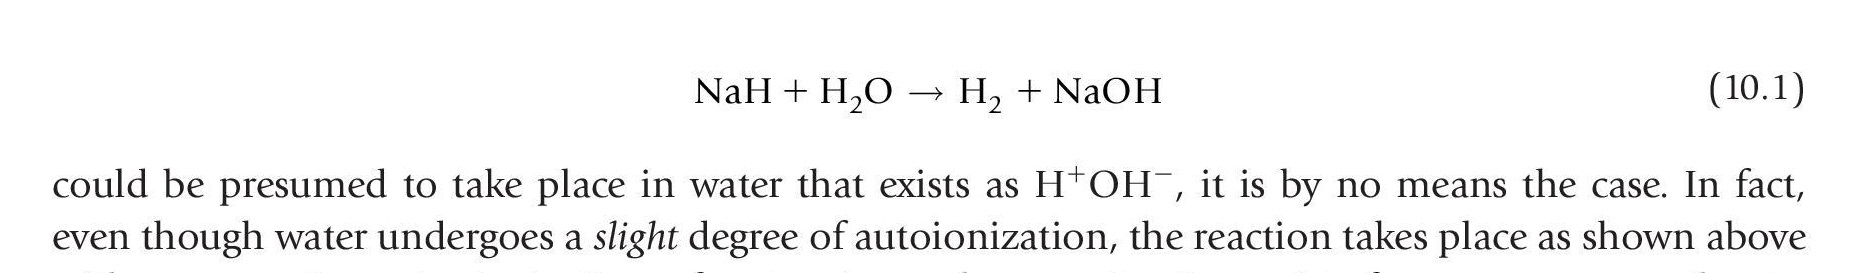 NaH + H₂O → H₂ + NaOH (10.1)
could be presumed to take place in water that exists as H⁺OH⁻, it is by no means the case. In fact,
even though water undergoes a slight degree of autoionization, the reaction takes place as shown above